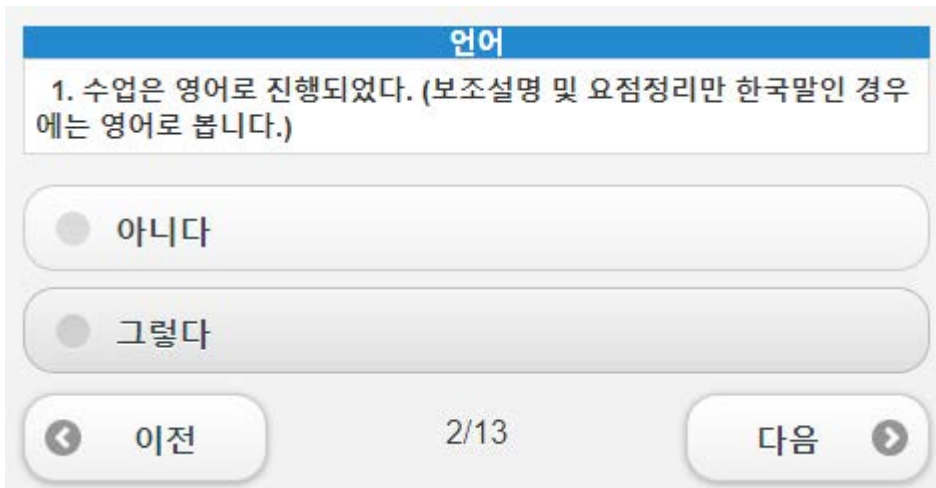 언어
1. 수업은 영어로 진행되었다. (보조설명 및 요점정리만 한국말인 경우
에는 영어로 봅니다.)
아니다
그렇다
이전
2/13
다음